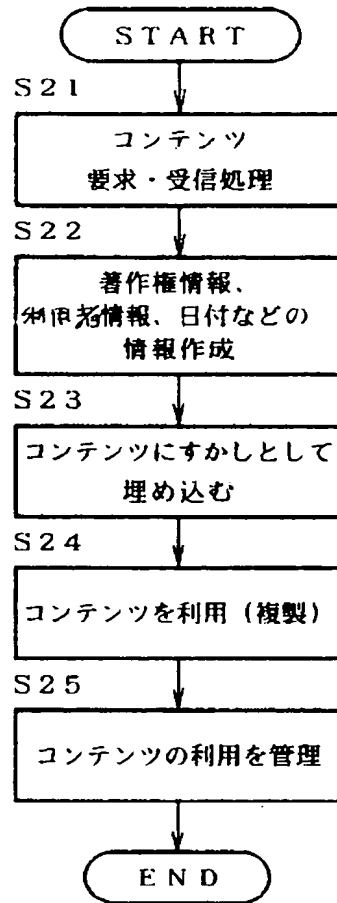 START
S21
コンテンツ
要求・受信処理
S22
著作権情報、
利用者情報、日付などの
情報作成
S23
コンテンツにすかしとして
埋め込む
S24
コンテンツを利用（複製）
S25
コンテンツの利用を管理
END